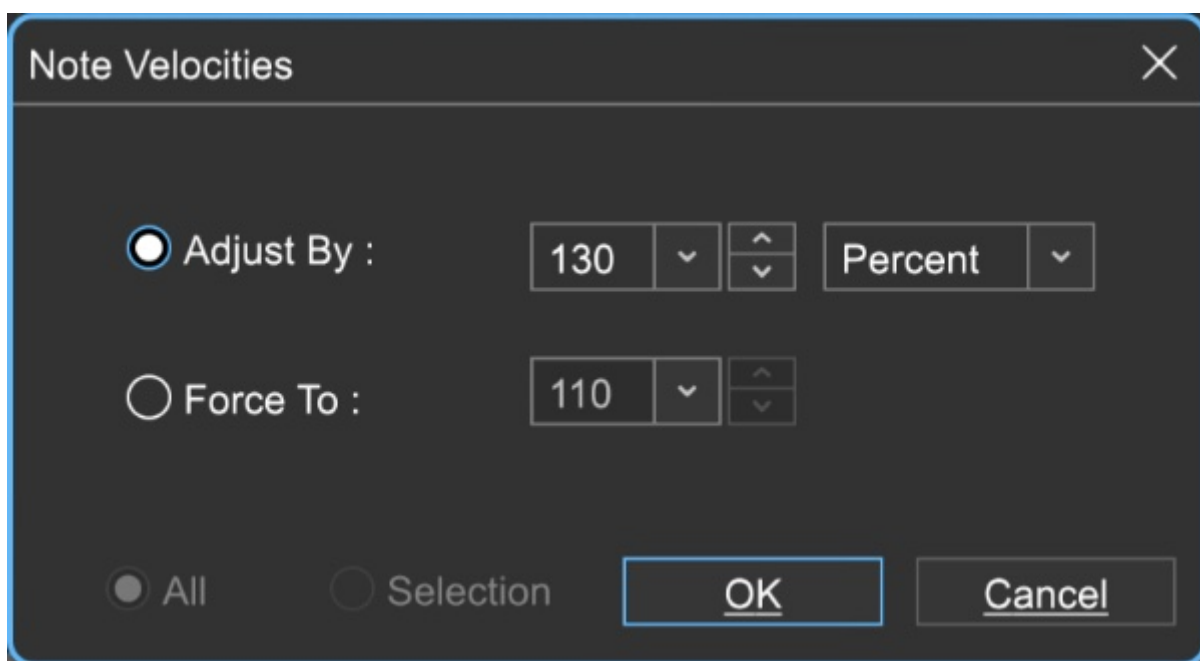 Note Velocities
Adjust By : 130 Percent
Force To : 110
All Selection OK Cancel